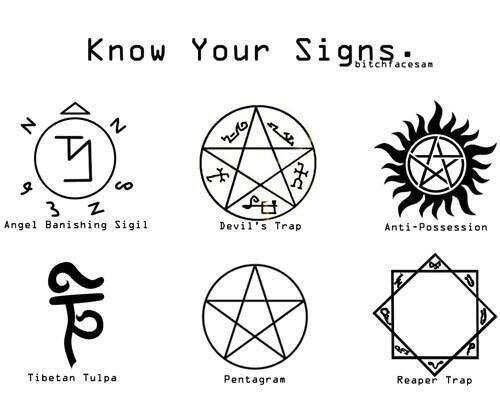 Know Your Signs.
bitchfacesam
Angel Banishing Sigil
Devil's Trap
Anti-Possession
Tibetan Tulpa
Pentagram
Reaper Trap